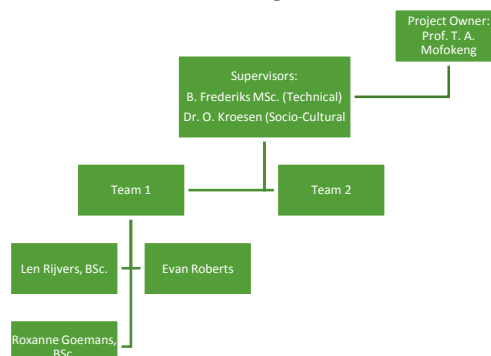 Project Owner:
Prof. T. A.
Mofokeng
Supervisors:
B. Frederiks MSc. (Technical)
Dr. O. Kroesen (Socio-Cultural
Team 1
Team 2
Len Rijvers, BSc.
Evan Roberts
Roxanne Goemans,
BSc